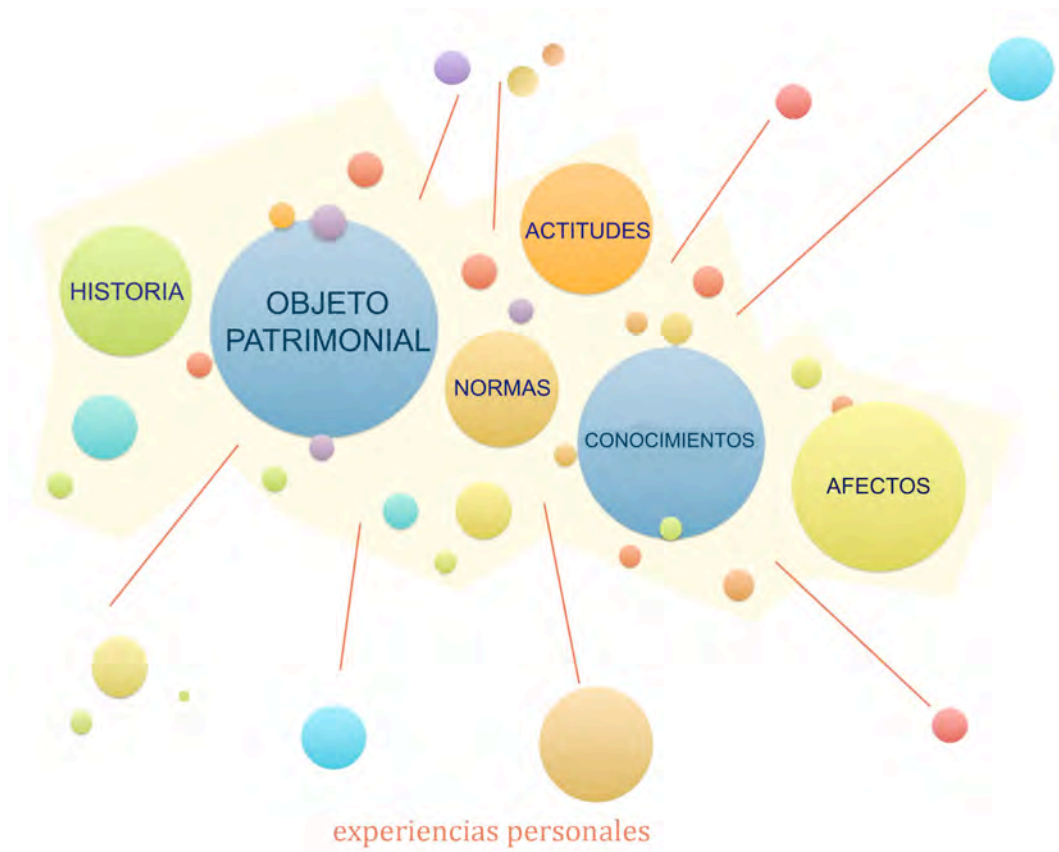 ACTITUDES
HISTORIA
OBJETO
PATRIMONIAL
NORMAS
CONOCIMIENTOS
AFECTOS
experiencias personales